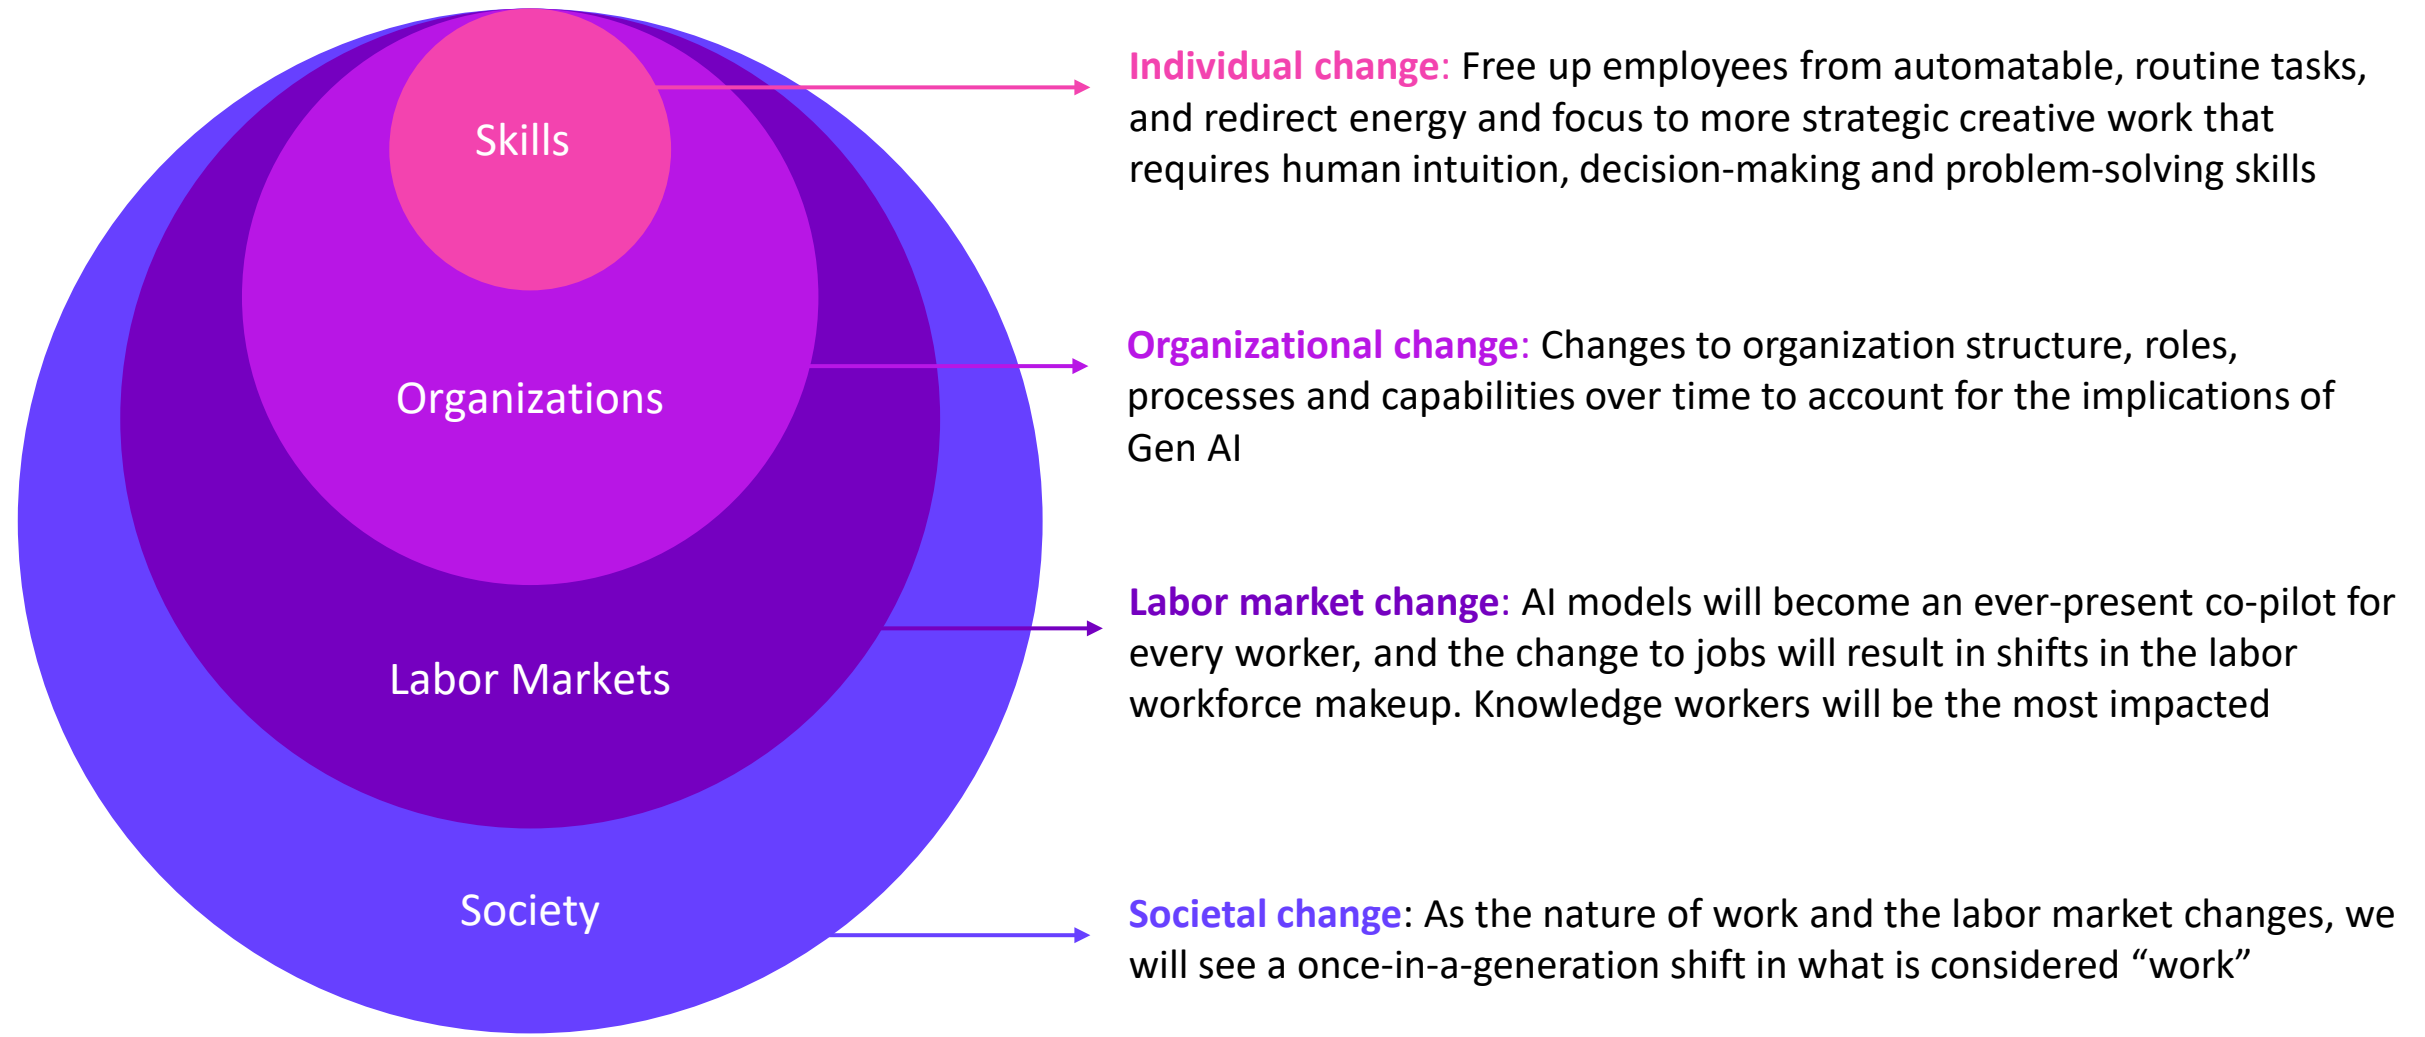 Skills
Organizations
Labor Markets
Society
Individual change: Free up employees from automatable, routine tasks,
and redirect energy and focus to more strategic creative work that
requires human intuition, decision-making and problem-solving skills
Organizational change: Changes to organization structure, roles,
processes and capabilities over time to account for the implications of
Gen AI
Labor market change: AI models will become an ever-present co-pilot for
every worker, and the change to jobs will result in shifts in the labor
workforce makeup. Knowledge workers will be the most impacted
Societal change: As the nature of work and the labor market changes, we
will see a once-in-a-generation shift in what is considered “work”